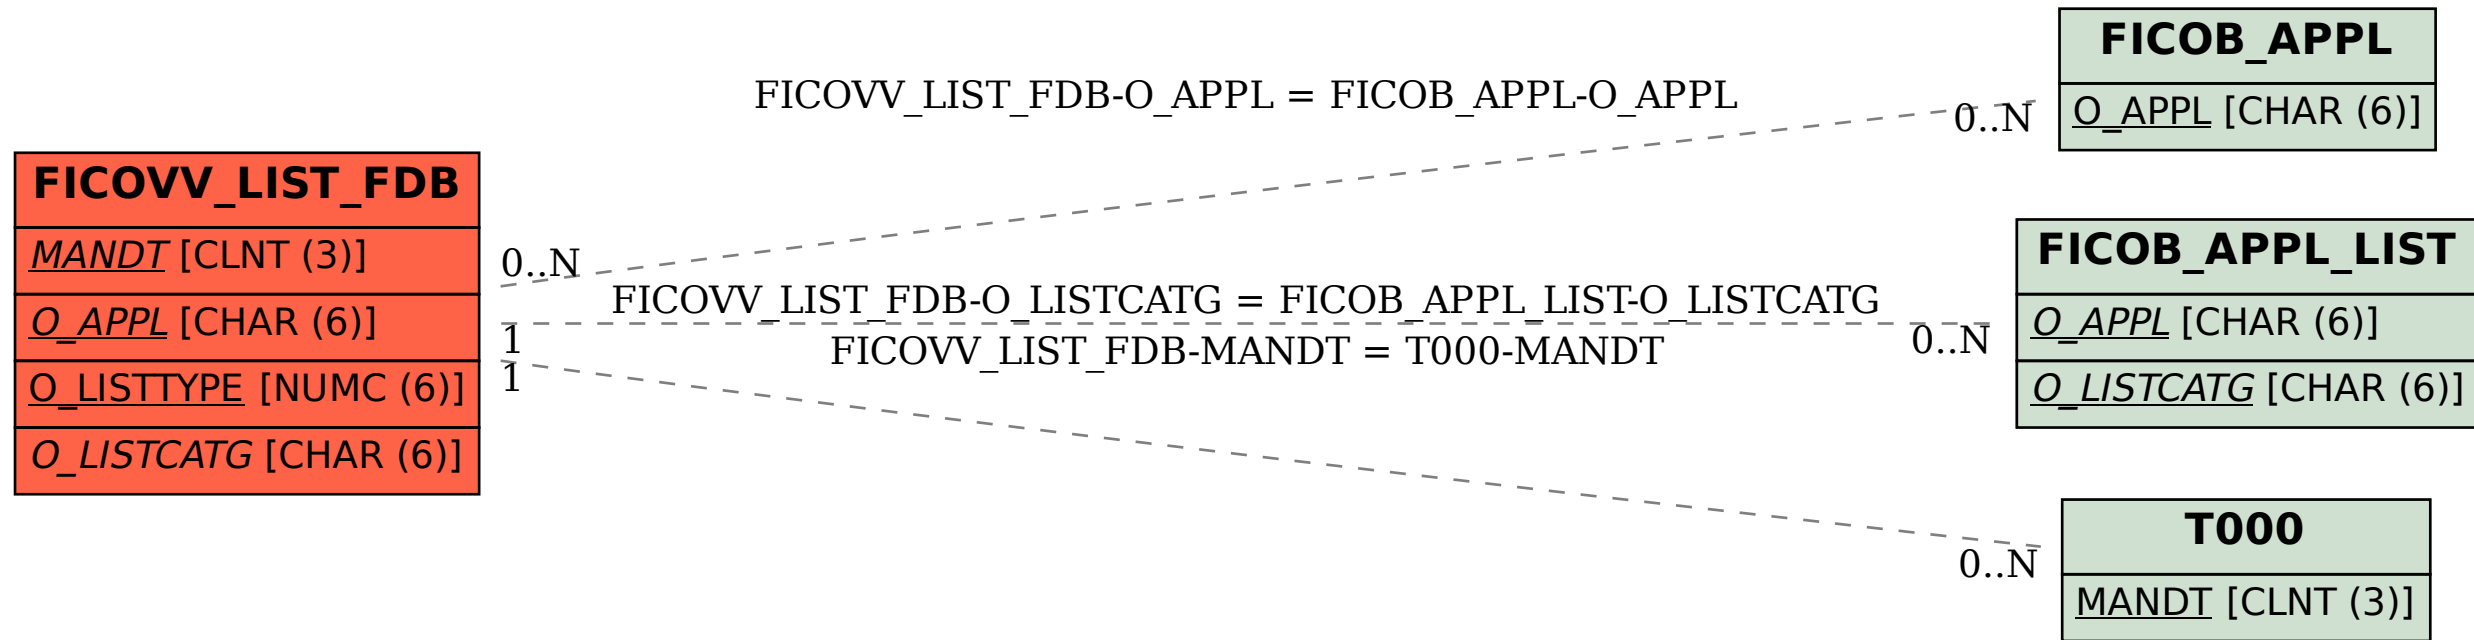 FICOVV_LIST_FDB
MANDT [CLNT (3)]
O_APPL [CHAR (6)]
O_LISTTYPE [NUMC (6)]
O_LISTCATG [CHAR (6)]
FICOVV_LIST_FDB-O_APPL = FICOB_APPL-O_APPL
0..N
0..N
FICOVV_LIST_FDB-O_LISTCATG = FICOB_APPL_LIST-O_LISTCATG
1
0..N
FICOVV_LIST_FDB-MANDT = T000-MANDT
1
0..N
FICOB_APPL
O_APPL [CHAR (6)]
FICOB_APPL_LIST
O_APPL [CHAR (6)]
O_LISTCATG [CHAR (6)]
T000
MANDT [CLNT (3)]